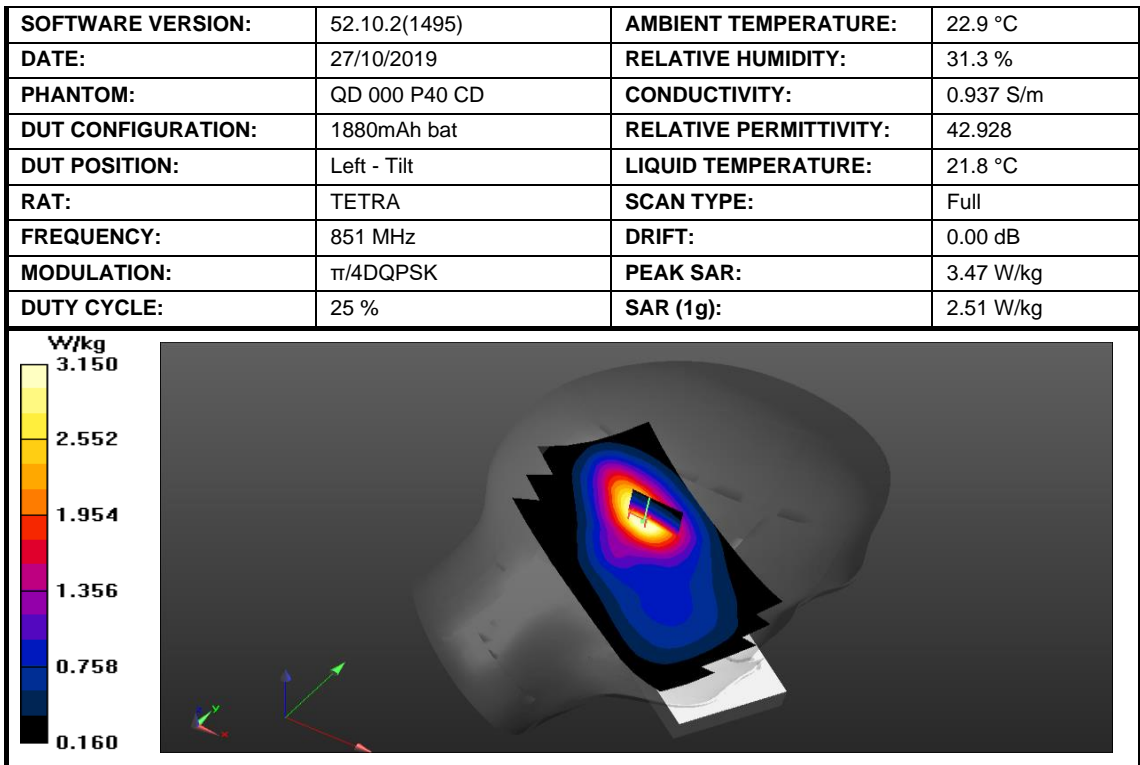 SOFTWARE VERSION: 52.10.2(1495) AMBIENT TEMPERATURE: 22.9 °C
DATE: 27/10/2019 RELATIVE HUMIDITY: 31.3 %
PHANTOM: QD 000 P40 CD CONDUCTIVITY: 0.937 S/m
DUT CONFIGURATION: 1880mAh bat RELATIVE PERMITTIVITY: 42.928
DUT POSITION: Left - Tilt LIQUID TEMPERATURE: 21.8 °C
RAT: TETRA SCAN TYPE: Full
FREQUENCY: 851 MHz DRIFT: 0.00 dB
MODULATION: π/4DQPSK PEAK SAR: 3.47 W/kg
DUTY CYCLE: 25 % SAR (1g): 2.51 W/kg
W/kg
3.150
2.552
1.954
1.356
0.758
0.160
y
x